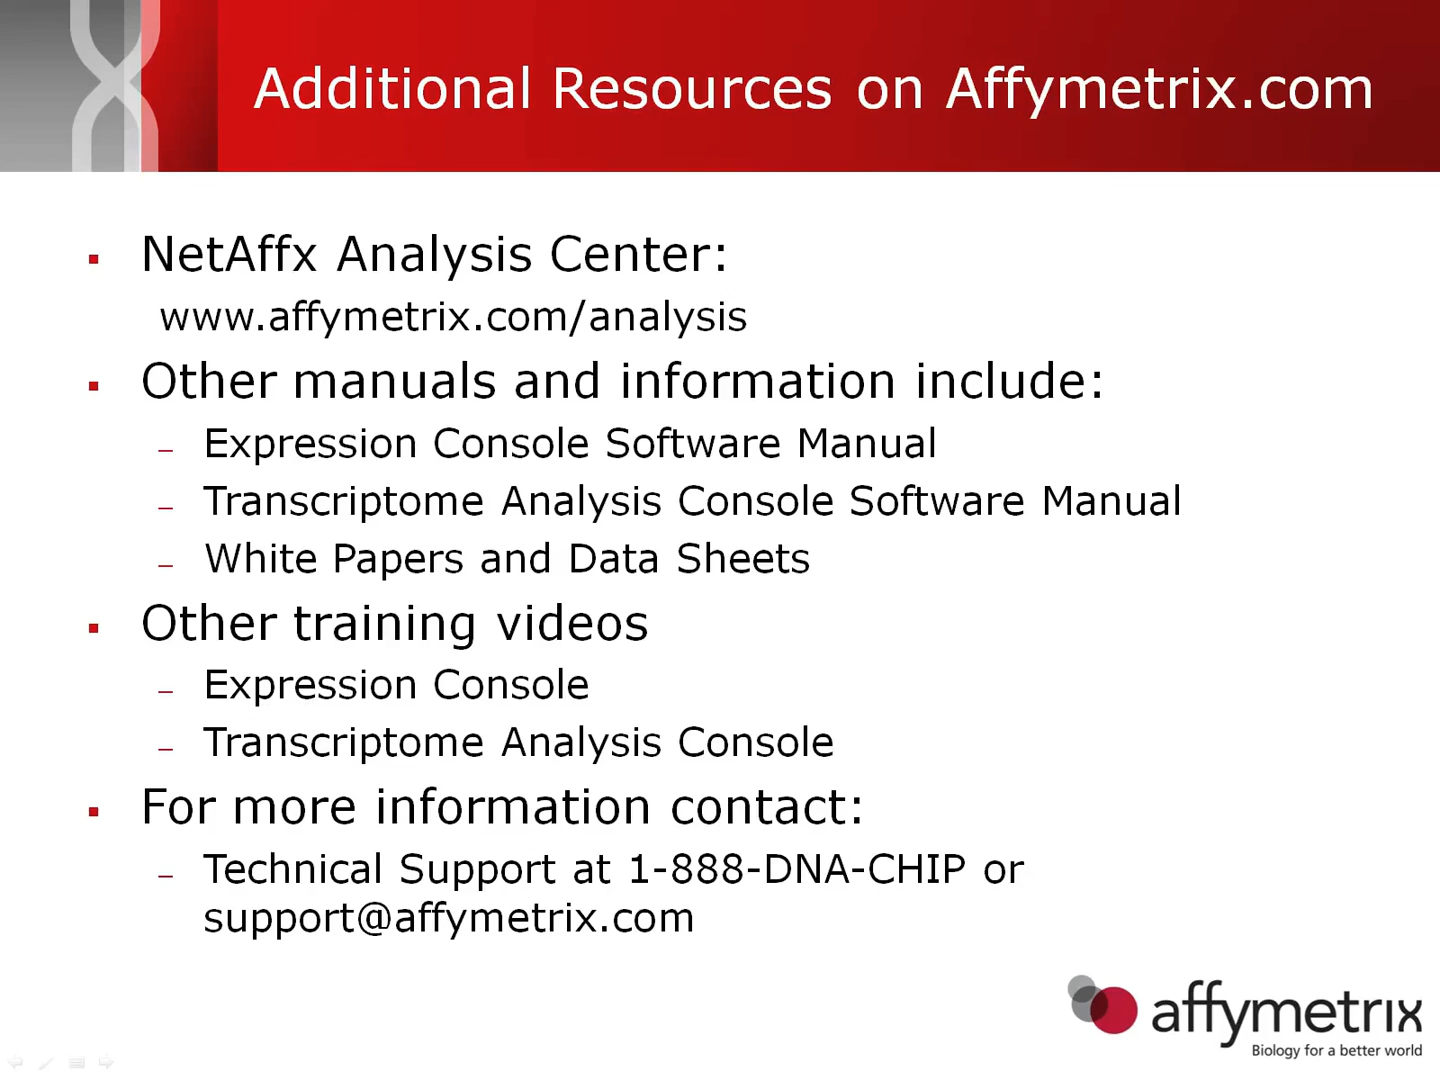 Additional Resources on Affymetrix.com
▪ NetAffx Analysis Center:
www.affymetrix.com/analysis
▪ Other manuals and information include:
– Expression Console Software Manual
– Transcriptome Analysis Console Software Manual
– White Papers and Data Sheets
▪ Other training videos
– Expression Console
– Transcriptome Analysis Console
▪ For more information contact:
– Technical Support at 1-888-DNA-CHIP or
support@affymetrix.com
affymetrix
Biology for a better world